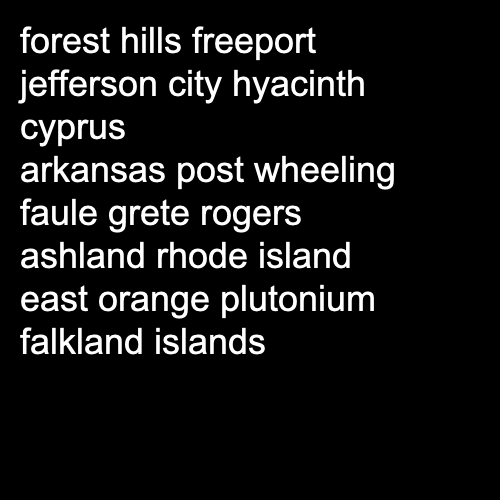 forest hills freeport
jefferson city hyacinth
cyprus
arkansas post wheeling
faule grete rogers
ashland rhode island
east orange plutonium
falkland islands